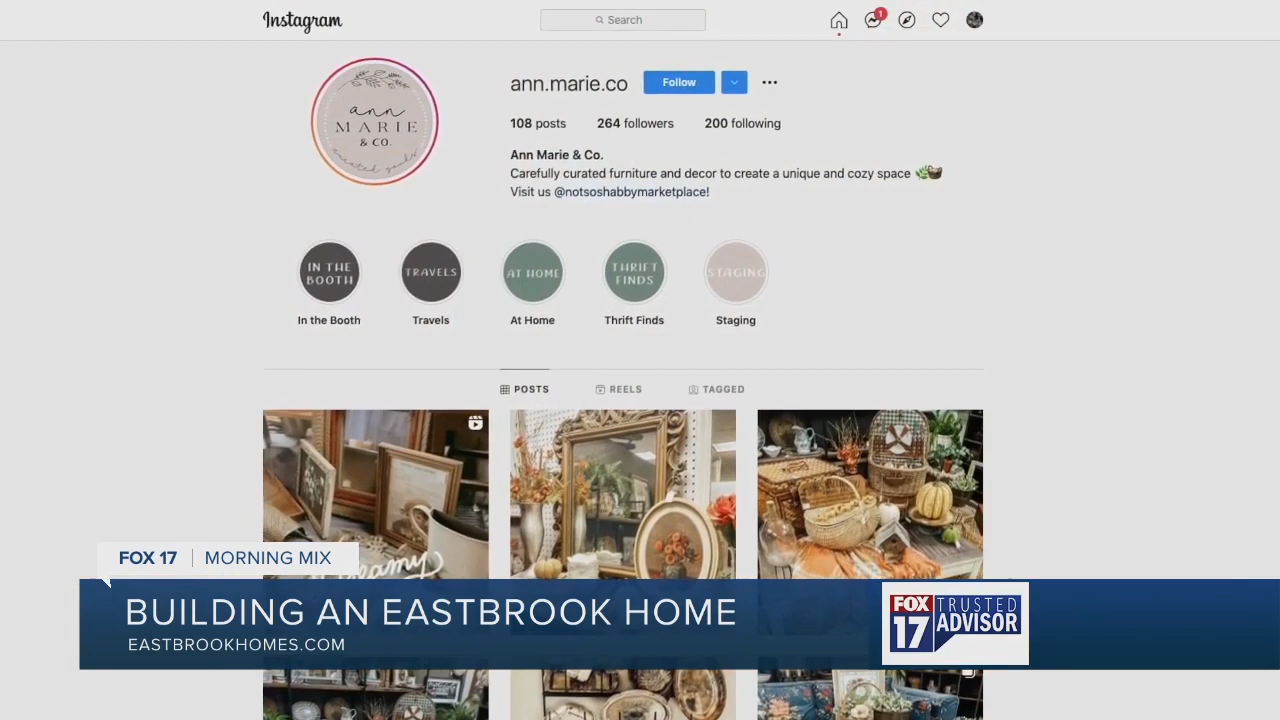 Instagram
Search
1
ann.marie.co Follow
108 posts 264 followers 200 following
ann
MARIE
& CO.
curated goods
Ann Marie & Co.
Carefully curated furniture and decor to create a unique and cozy space
Visit us @notsoshabbymarketplace!
IN THE
BOOTH
TRAVELS
AT HOME
THRIFT
FINDS
STAGING
In the Booth Travels At Home Thrift Finds Staging
POSTS REELS TAGGED
FOX 17 MORNING MIX
BUILDING AN EASTBROOK HOME
EASTBROOKHOMES.COM
FOX
17
TRUSTED
ADVISOR